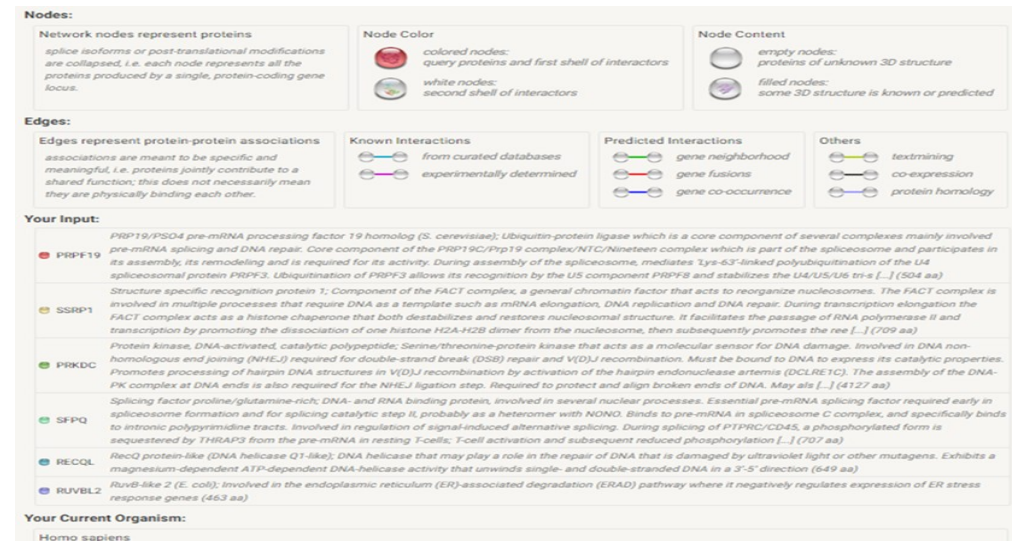 Nodes:
Network nodes represent proteins
splice isoforms or post-translational modifications
are collapsed, i.e. each node represents all the
proteins produced by a single, protein-coding gene
locus.
Node Color
colored nodes:
query proteins and first shell of interactors
white nodes:
second shell of interactors
Node Content
empty nodes:
proteins of unknown 3D structure
filled nodes:
some 3D structure is known or predicted
Edges:
Edges represent protein-protein associations
associations are meant to be specific and
meaningful, i.e. proteins jointly contribute to a
shared function; this does not necessarily mean
they are physically binding each other.
Known Interactions
from curated databases
experimentally determined
Predicted Interactions
gene neighborhood
gene fusions
gene co-occurrence
Others
textmining
co-expression
protein homology
Your Input:
PRPF19
PRP19/PSO4 pre-mRNA processing factor 19 homolog (S. cerevisiae); Ubiquitin-protein ligase which is a core component of several complexes mainly involved
pre-mRNA splicing and DNA repair. Core component of the PRP19C/Prp19 complex/NTC/Nineteen complex which is part of the spliceosome and participates in
its assembly, its remodeling and is required for its activity. During assembly of the spliceosome, mediates 'Lys-63'-linked polyubiquitination of the U4
spliceosomal protein PRPF3. Ubiquitination of PRPF3 allows its recognition by the U5 component PRPF8 and stabilizes the U4/U5/U6 tri-s [...] (504 aa)
SSRP1
Structure specific recognition protein 1; Component of the FACT complex, a general chromatin factor that acts to reorganize nucleosomes. The FACT complex is
involved in multiple processes that require DNA as a template such as mRNA elongation, DNA replication and DNA repair. During transcription elongation the
FACT complex acts as a histone chaperone that both destabilizes and restores nucleosomal structure. It facilitates the passage of RNA polymerase II and
transcription by promoting the dissociation of one histone H2A-H2B dimer from the nucleosome, then subsequently promotes the ree [...] (709 aa)
PRKDC
Protein kinase, DNA-activated, catalytic polypeptide; Serine/threonine-protein kinase that acts as a molecular sensor for DNA damage. Involved in DNA non-
homologous end joining (NHEJ) required for double-strand break (DSB) repair and V(D)J recombination. Must be bound to DNA to express its catalytic properties.
Promotes processing of hairpin DNA structures in V(D)J recombination by activation of the hairpin endonuclease artemis (DCLRE1C). The assembly of the DNA-
PK complex at DNA ends is also required for the NHEJ ligation step. Required to protect and align broken ends of DNA. May als [...] (4127 aa)
SFPQ
Splicing factor proline/glutamine-rich; DNA- and RNA binding protein, involved in several nuclear processes. Essential pre-mRNA splicing factor required early in
spliceosome formation and for splicing catalytic step II, probably as a heteromer with NONO. Binds to pre-mRNA in spliceosome C complex, and specifically binds
to intronic polypyrimidine tracts. Involved in regulation of signal-induced alternative splicing. During splicing of PTPRC/CD45, a phosphorylated form is
sequestered by THRAP3 from the pre-mRNA in resting T-cells; T-cell activation and subsequent reduced phosphorylation [...] (707 aa)
RECQL
RecQ protein-like (DNA helicase Q1-like); DNA helicase that may play a role in the repair of DNA that is damaged by ultraviolet light or other mutagens. Exhibits a
magnesium-dependent ATP-dependent DNA-helicase activity that unwinds single- and double-stranded DNA in a 3'-5' direction (649 aa)
RUVBL2
RuvB-like 2 (E. coli); Involved in the endoplasmic reticulum (ER)-associated degradation (ERAD) pathway where it negatively regulates expression of ER stress
response genes (463 aa)
Your Current Organism:
Homo sapiens